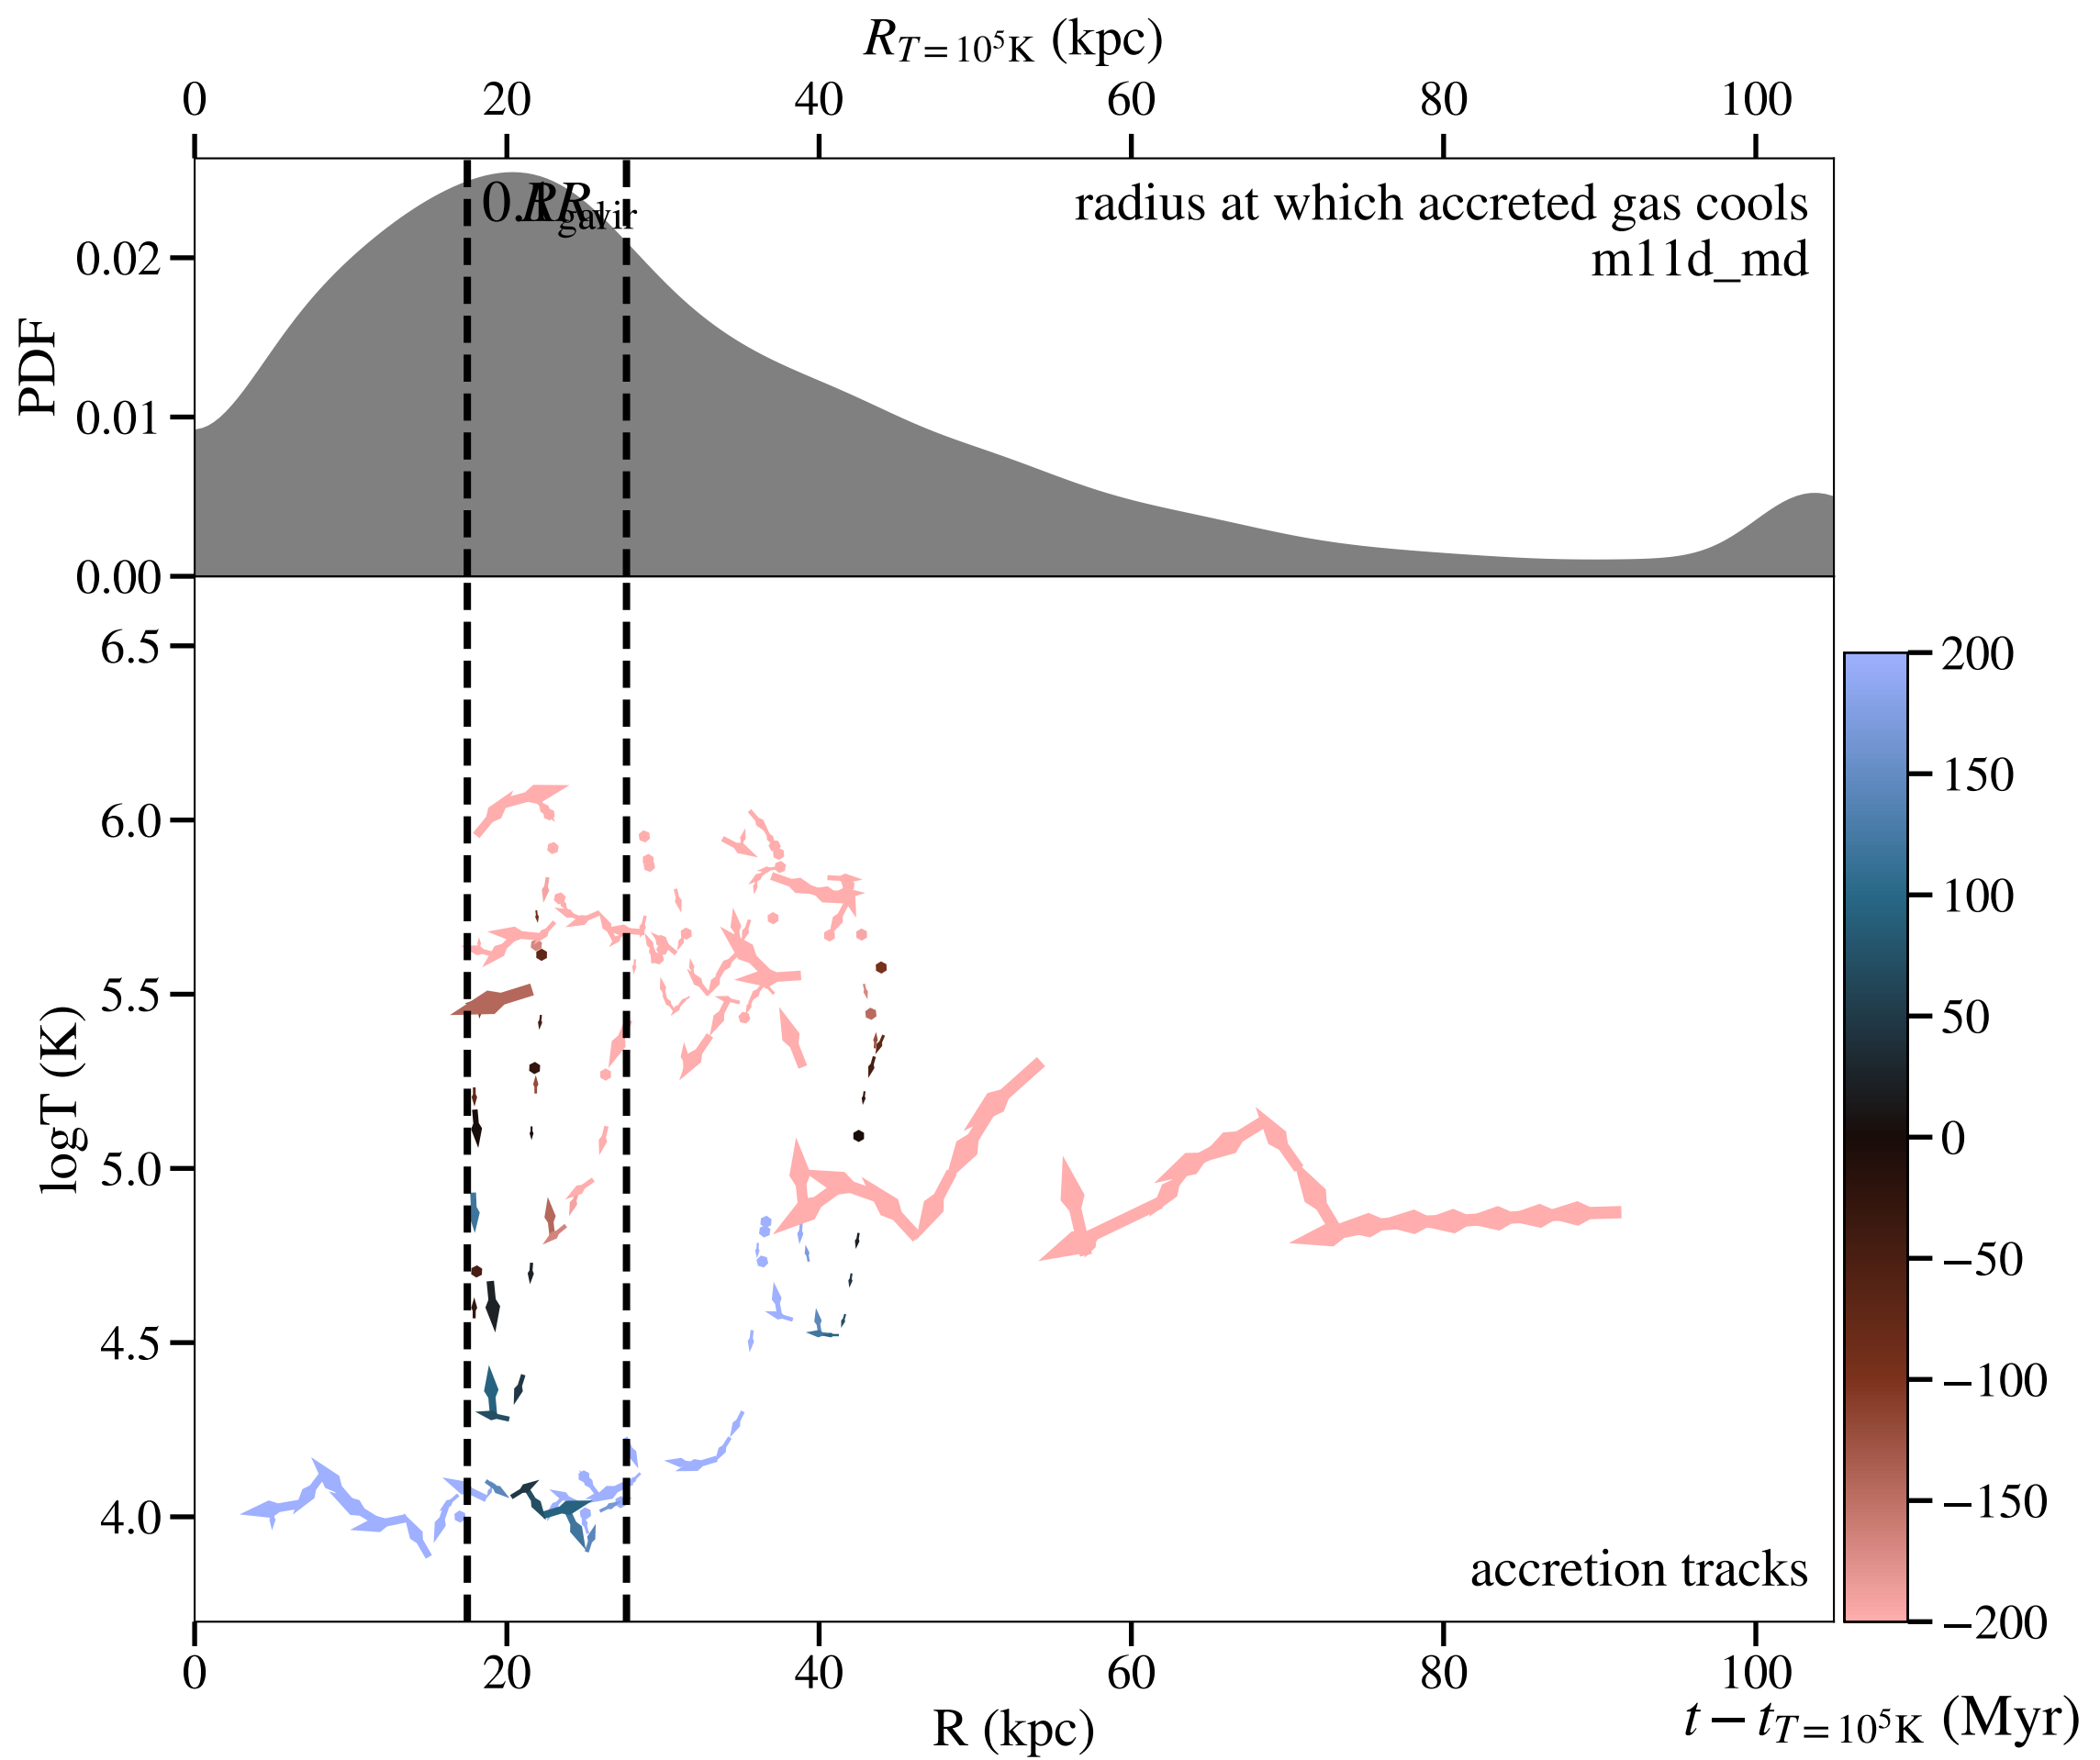 R_{T=10^5K} (kpc)
0 20 40 60 80 100
radius at which accreted gas cools
m11d_md
PDF
0.02
0.01
0.00
6.5
6.0
5.5
5.0
4.5
4.0
logT (K)
accretion tracks
0 20 40 60 80 100
R (kpc)
200
150
100
50
0
−50
−100
−150
−200
t − t_{T=10^5K} (Myr)